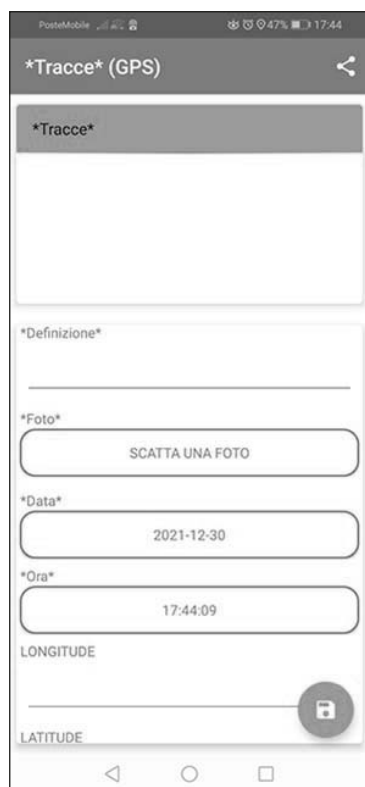 PosteMobile 47% 17:44
*Tracce* (GPS)
*Tracce*
*Definizione*
*Foto*
SCATTA UNA FOTO
*Data*
2021-12-30
*Ora*
17:44:09
LONGITUDE
LATITUDE